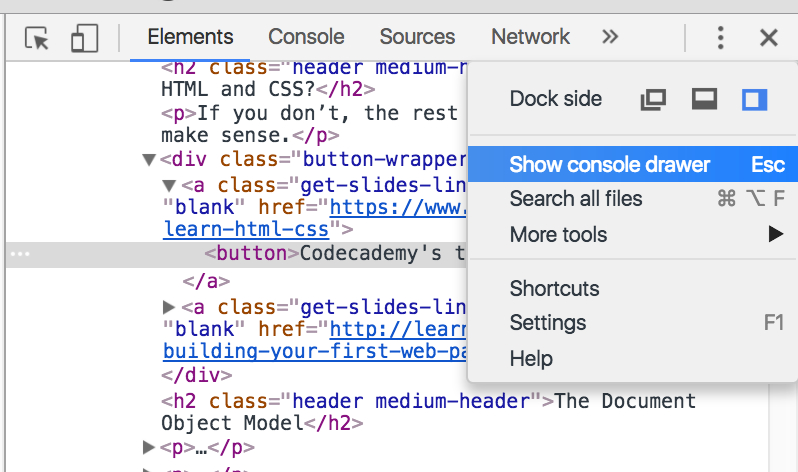 Elements Console Sources Network »
<h2 class="header medium-h
HTML and CSS?</h2>
<p>If you don’t, the rest
make sense.</p>
▼<div class="button-wrapper
▼<a class="get-slides-lin
"blank" href="https://www.
learn-html-css">
... <button>Codecademy's t
</a>
▶<a class="get-slides-lin
"blank" href="http://learn
building-your-first-web-pa
</div>
<h2 class="header medium-header">The Document
Object Model</h2>
▶<p>…</p>
Dock side
Show console drawer Esc
Search all files ⌘ ⌥ F
More tools ▶
Shortcuts
Settings F1
Help